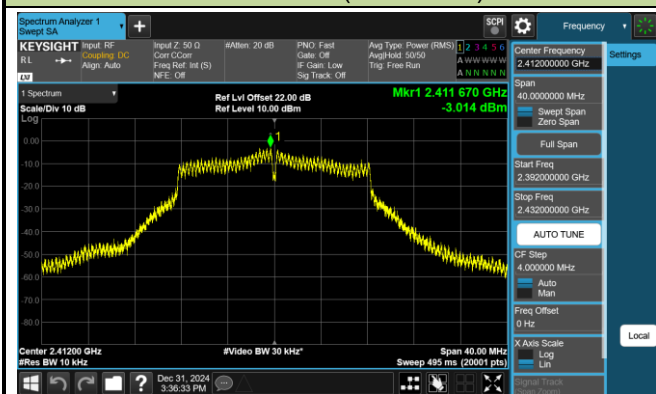 Spectrum Analyzer 1
Swept SA
+
SCPI
Frequency
KEYSIGHT
RL
LXI
Input: RF
Coupling: DC
Align: Auto
Input Z: 50 Ω
Corr CCorr
Freq Ref: Int (S)
NFE: Off
#Atten: 20 dB
PNO: Fast
Gate: Off
IF Gain: Low
Sig Track: Off
Avg Type: Power (RMS)
Avg|Hold: 50/50
Trig: Free Run
1 2 3 4 5 6
A W W W W W
A N N N N N
1 Spectrum
Scale/Div 10 dB
Log
Ref Lvl Offset 22.00 dB
Ref Level 10.00 dBm
Mkr1 2.411 670 GHz
-3.014 dBm
1
0.00
-10.0
-20.0
-30.0
-40.0
-50.0
-60.0
-70.0
-80.0
Center 2.41200 GHz
#Res BW 10 kHz
#Video BW 30 kHz*
Span 40.00 MHz
Sweep 495 ms (20001 pts)
Dec 31, 2024
3:36:33 PM
?
Center Frequency
2.412000000 GHz
Span
40.0000000 MHz
Swept Span
Zero Span
Full Span
Start Freq
2.392000000 GHz
Stop Freq
2.432000000 GHz
AUTO TUNE
CF Step
4.000000 MHz
Auto
Man
Freq Offset
0 Hz
X Axis Scale
Log
Lin
Signal Track
(Span Zoom)
Settings
Local